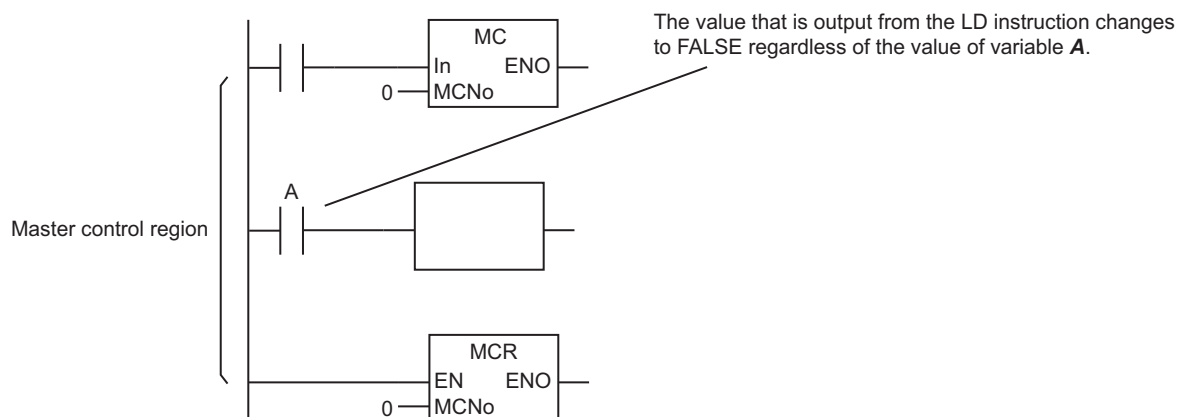 The value that is output from the LD instruction changes
to FALSE regardless of the value of variable A.
MC
In ENO
0 MCNo
A
Master control region
MCR
EN ENO
0 MCNo